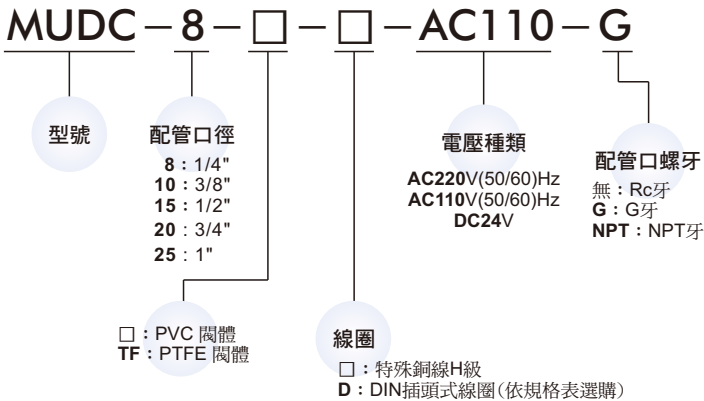 MUDC－8－□－□－AC110－G
型號
配管口徑
8：1/4"
10：3/8"
15：1/2"
20：3/4"
25：1"
□：PVC 閥體
TF：PTFE 閥體
線圈
□：特殊銅線H級
D：DIN插頭式線圈(依規格表選購)
電壓種類
AC220V(50/60)Hz
AC110V(50/60)Hz
DC24V
配管口螺牙
無：Rc牙
G：G牙
NPT：NPT牙